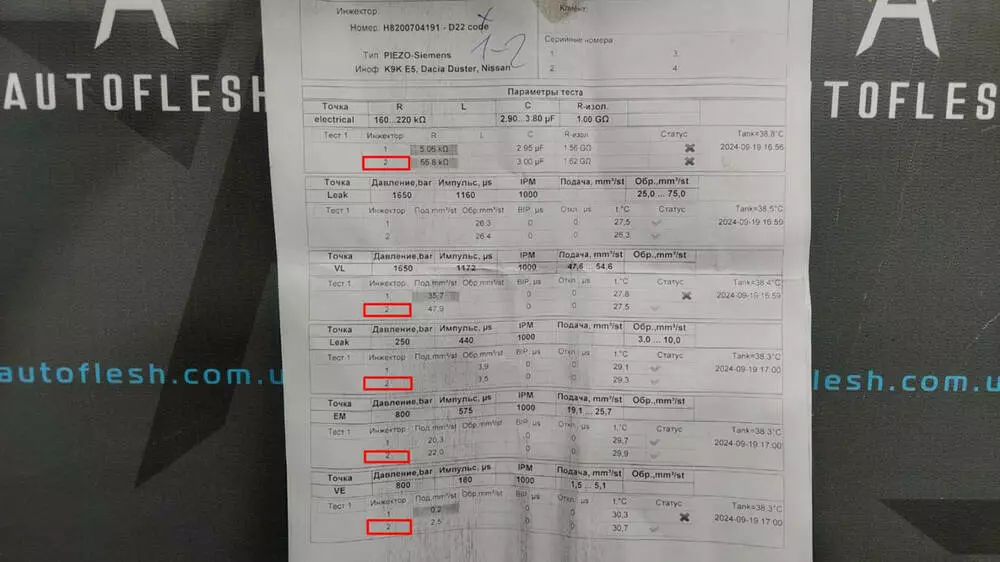 Инжектор:
Клиент:
Номер: H8200704191 - D22 code
1-2
Серийные номера
Тип PIEZO-Siemens
1. 3.
Иноф K9K E5, Dacia Duster, Nissan
2. 4.
AUTOFLESH
TOFLESH
Параметры теста
Точка R L C R-изол.
electrical 160...220 kΩ 2.90...3.80 µF 1.00 GΩ
Тест 1 Инжектор R L C R-изол Статус Tank=38.8°C
1 5.05 kΩ 2.95 µF 1.56 GΩ ✖ 2024-09-19 16:56
2 55.6 kΩ 3.00 µF 1.62 GΩ ✖
Точка Давление,bar Импульс, µs IPM Подача, mm³/st Обр.,mm³/st
Leak 1650 1160 1000 25,0 ... 75,0
Тест 1 Инжектор Под.mm³/st Обр.mm³/st BIP, µs Откл, µs t,°C Статус Tank=38,5°C
1 26.3 0 0 27,5 2024-09-19 16:59
2 26.4 0 0 26,3
Точка Давление,bar Импульс, µs IPM Подача, mm³/st Обр.,mm³/st
VL 1650 1172 1000 47,6 ... 54,6
Тест 1 Инжектор Под.mm³/st Обр.mm³/st BIP, µs Откл, µs t,°C Статус Tank=38.4°C
1 35,7 0 0 27.8 ✖ 2024-09-19 16:59
2 47,9 0 0 27.5
Точка Давление,bar Импульс, µs IPM Подача, mm³/st Обр.,mm³/st
Leak 250 440 1000 3,0 ... 10,0
Тест 1 Инжектор Под.mm³/st Обр.mm³/st BIP, µs Откл, µs t,°C Статус Tank=38.3°C
1 3,9 0 0 29.1 2024-09-19 17:00
2 3,5 0 0 29.3
autoflesh.com.u
flesh.com.ua
Точка Давление,bar Импульс, µs IPM Подача, mm³/st Обр.,mm³/st
EM 800 575 1000 19,1 ... 25,7
Тест 1 Инжектор Под.mm³/st Обр.mm³/st BIP, µs Откл, µs t,°C Статус Tank=38.3°C
1 20,3 0 0 29,7 2024-09-19 17:00
2 22,0 0 0 29,9
Точка Давление,bar Импульс, µs IPM Подача, mm³/st Обр.,mm³/st
VE 800 180 1000 1,5 ... 5,1
Тест 1 Инжектор Под.mm³/st Обр.mm³/st BIP, µs Откл, µs t,°C Статус Tank=38.3°C
1 0,2 0 0 30,3 ✖ 2024-09-19 17:00
2 2,5 0 0 30,7